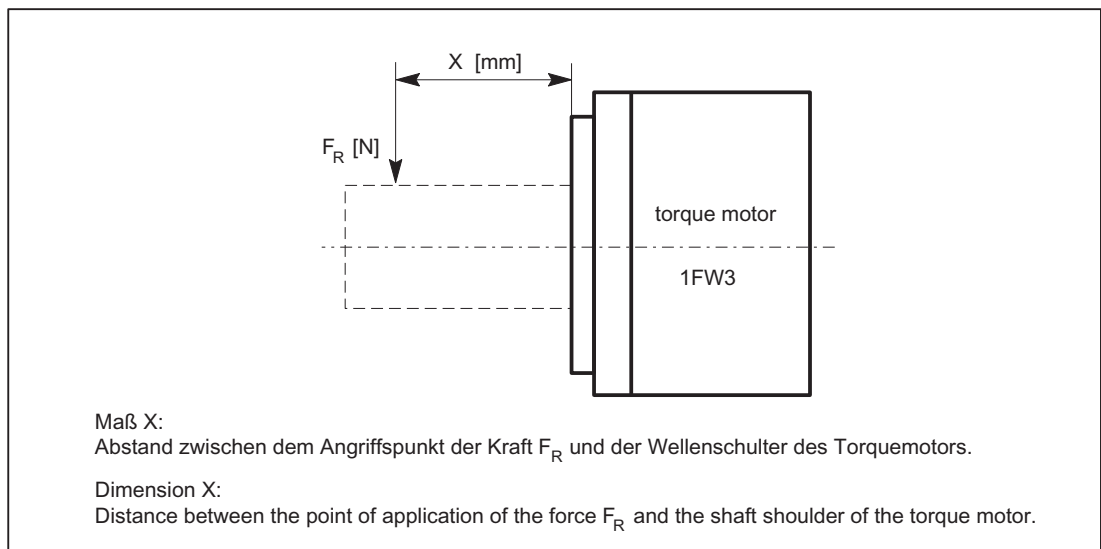 X [mm]
F_R [N]
torque motor
1FW3
Maß X:
Abstand zwischen dem Angriffspunkt der Kraft F_R und der Wellenschulter des Torquemotors.
Dimension X:
Distance between the point of application of the force F_R and the shaft shoulder of the torque motor.